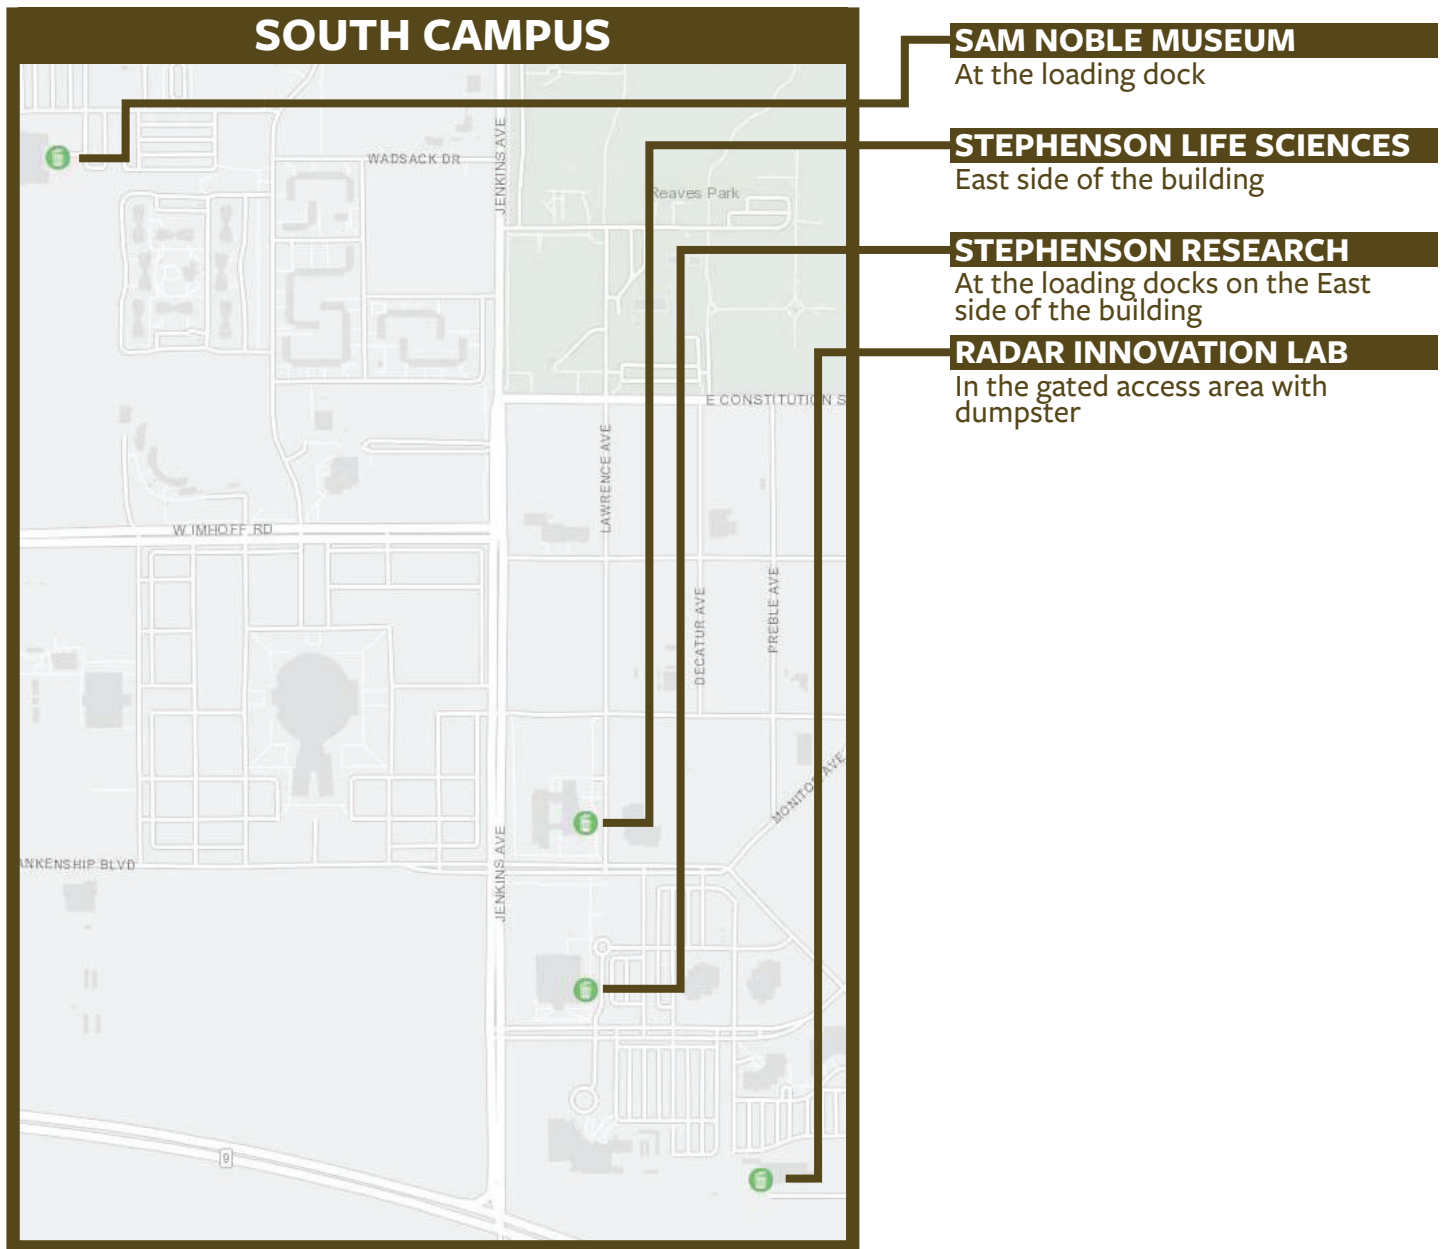 SOUTH CAMPUS
SAM NOBLE MUSEUM
At the loading dock
STEPHENSON LIFE SCIENCES
East side of the building
STEPHENSON RESEARCH
At the loading docks on the East
side of the building
RADAR INNOVATION LAB
In the gated access area with
dumpster
WADSACK DR
JENKINS AVE
Reaves Park
E CONSTITUTION S
LAWRENCE AVE
W IMHOFF RD
DECATUR AVE
PREBLE AVE
MONITOR AVE
ANKENSHIP BLVD
JENKINS AVE
9